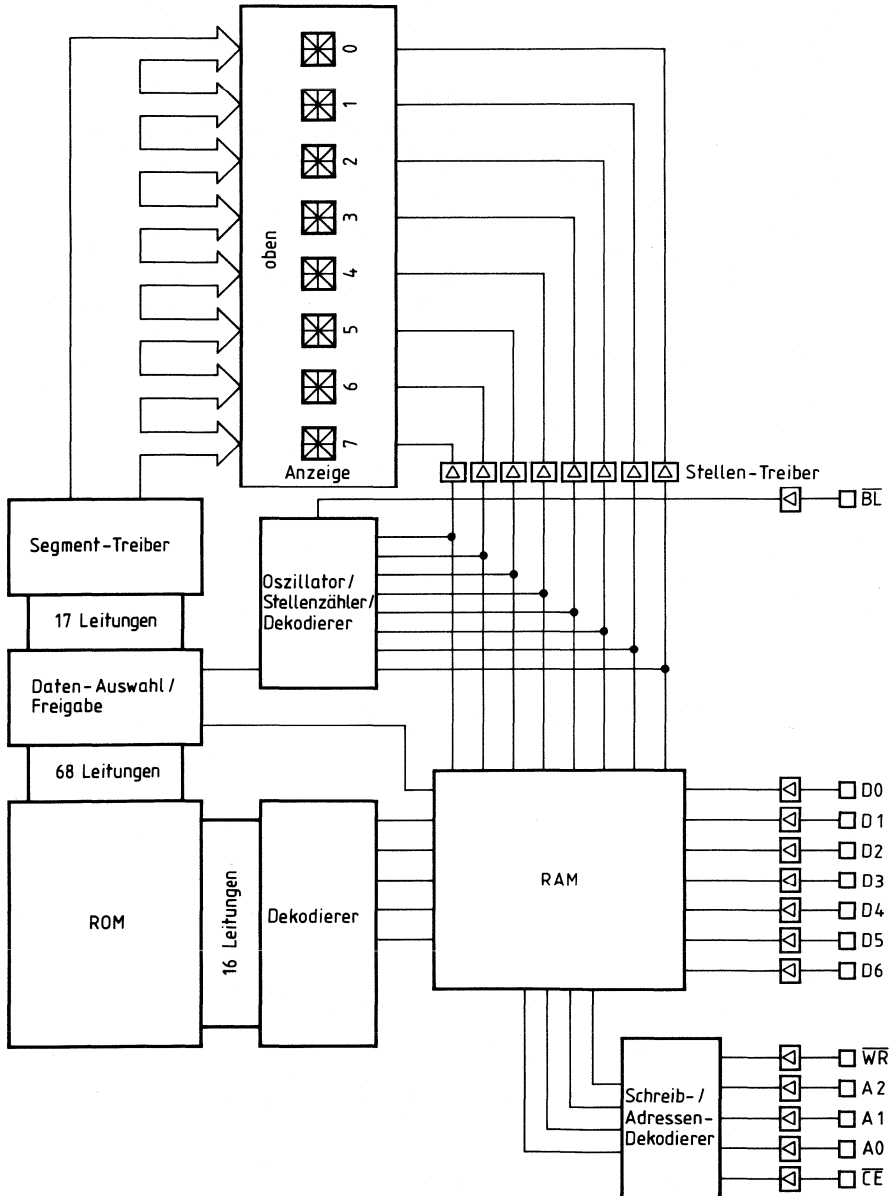 0
1
2
3
4
5
6
7
oben
Anzeige
Stellen-Treiber
BL
Segment-Treiber
Oszillator/
Stellenzähler/
Dekodierer
17 Leitungen
Daten-Auswahl/
Freigabe
68 Leitungen
ROM
16 Leitungen
Dekodierer
RAM
D0
D1
D2
D3
D4
D5
D6
Schreib-/
Adressen-
Dekodierer
WR
A2
A1
A0
CE